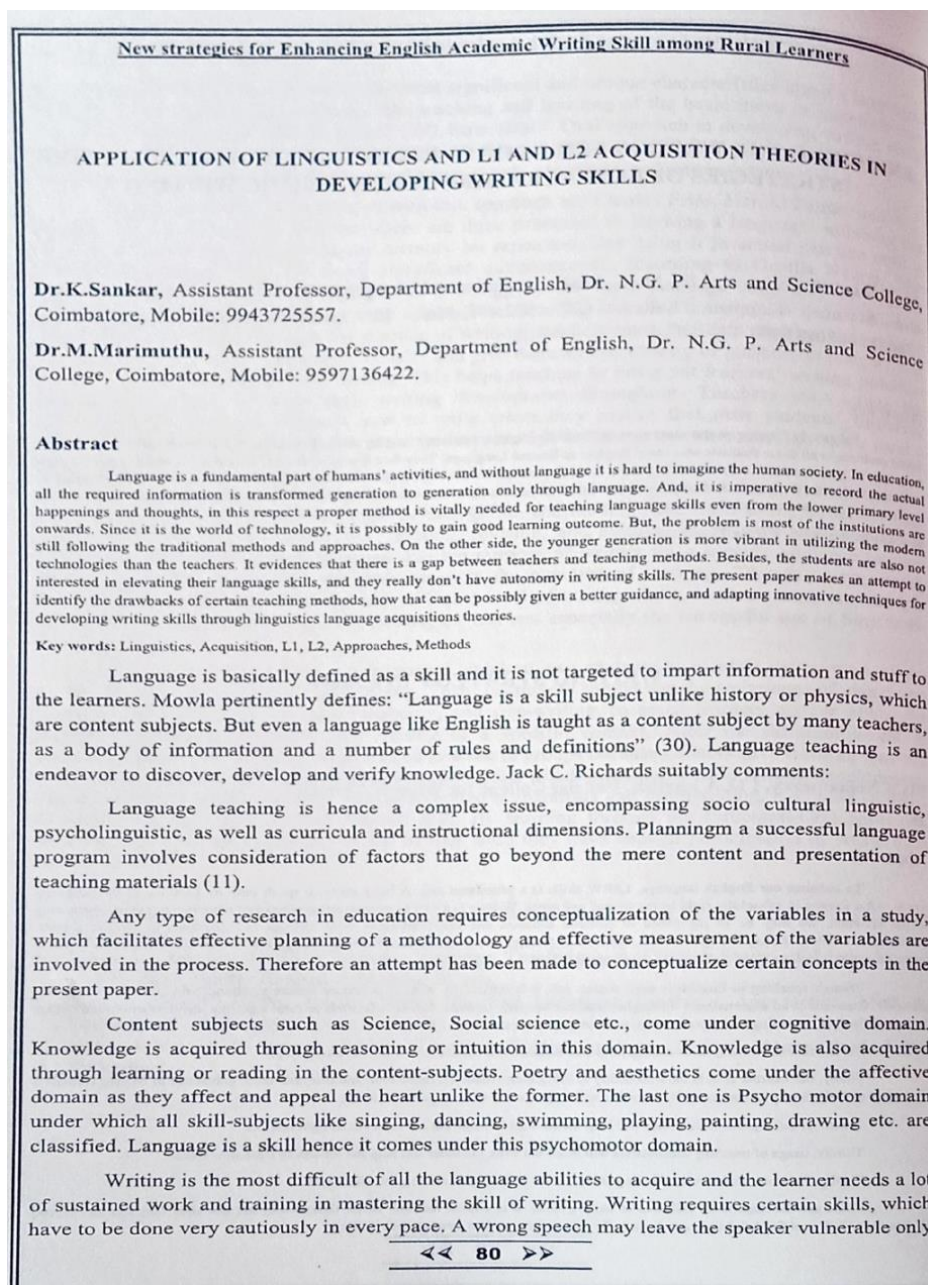 New strategies for Enhancing English Academic Writing Skill among Rural Learners
APPLICATION OF LINGUISTICS AND L1 AND L2 ACQUISITION THEORIES IN
DEVELOPING WRITING SKILLS
Dr.K.Sankar, Assistant Professor, Department of English, Dr. N.G. P. Arts and Science College,
Coimbatore, Mobile: 9943725557.
Dr.M.Marimuthu, Assistant Professor, Department of English, Dr. N.G. P. Arts and Science
College, Coimbatore, Mobile: 9597136422.
Abstract
Language is a fundamental part of humans' activities, and without language it is hard to imagine the human society. In education,
all the required information is transformed generation to generation only through language. And, it is imperative to record the actual
happenings and thoughts, in this respect a proper method is vitally needed for teaching language skills even from the lower primary level
onwards. Since it is the world of technology, it is possibly to gain good learning outcome. But, the problem is most of the institutions are
still following the traditional methods and approaches. On the other side, the younger generation is more vibrant in utilizing the modern
technologies than the teachers. It evidences that there is a gap between teachers and teaching methods. Besides, the students are also not
interested in elevating their language skills, and they really don't have autonomy in writing skills. The present paper makes an attempt to
identify the drawbacks of certain teaching methods, how that can be possibly given a better guidance, and adapting innovative techniques for
developing writing skills through linguistics language acquisitions theories.
Key words: Linguistics, Acquisition, L1, L2, Approaches, Methods
Language is basically defined as a skill and it is not targeted to impart information and stuff to
the learners. Mowla pertinently defines: "Language is a skill subject unlike history or physics, which
are content subjects. But even a language like English is taught as a content subject by many teachers,
as a body of information and a number of rules and definitions" (30). Language teaching is an
endeavor to discover, develop and verify knowledge. Jack C. Richards suitably comments:
Language teaching is hence a complex issue, encompassing socio cultural linguistic,
psycholinguistic, as well as curricula and instructional dimensions. Planningm a successful language
program involves consideration of factors that go beyond the mere content and presentation of
teaching materials (11).
Any type of research in education requires conceptualization of the variables in a study,
which facilitates effective planning of a methodology and effective measurement of the variables are
involved in the process. Therefore an attempt has been made to conceptualize certain concepts in the
present paper.
Content subjects such as Science, Social science etc., come under cognitive domain.
Knowledge is acquired through reasoning or intuition in this domain. Knowledge is also acquired
through learning or reading in the content-subjects. Poetry and aesthetics come under the affective
domain as they affect and appeal the heart unlike the former. The last one is Psycho motor domain
under which all skill-subjects like singing, dancing, swimming, playing, painting, drawing etc. are
classified. Language is a skill hence it comes under this psychomotor domain.
Writing is the most difficult of all the language abilities to acquire and the learner needs a lot
of sustained work and training in mastering the skill of writing. Writing requires certain skills, which
have to be done very cautiously in every pace. A wrong speech may leave the speaker vulnerable only
80